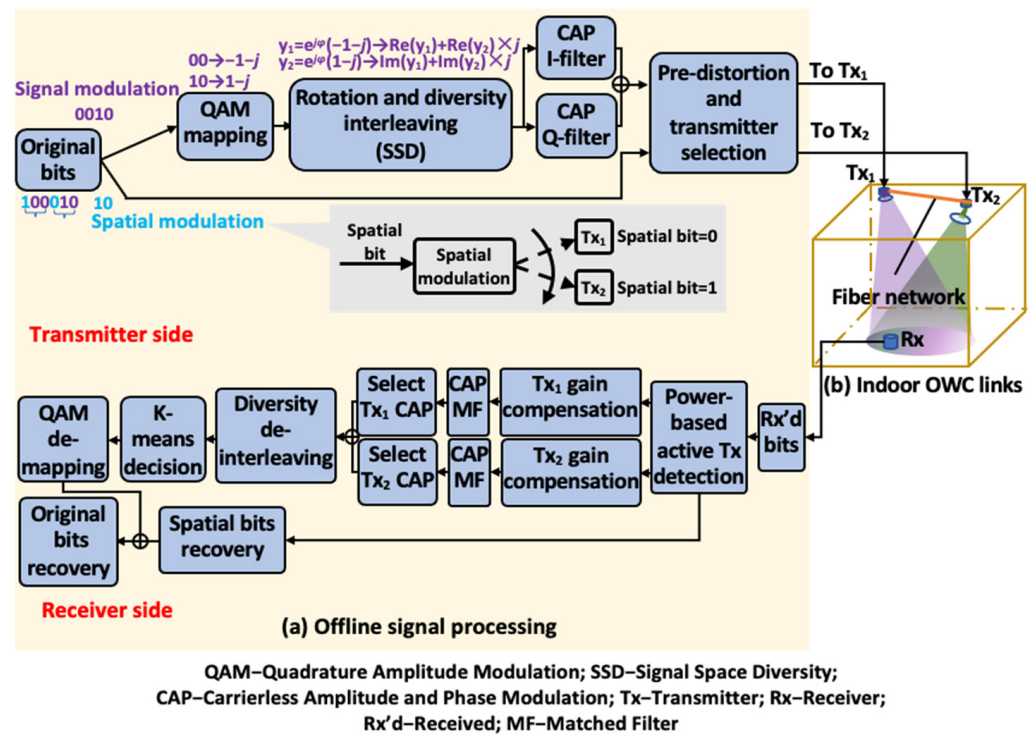 y₁=eʲᵠ(−1−j)→Re(y₁)+Re(y₂)×j
y₂=eʲᵠ(1−j)→Im(y₁)+Im(y₂)×j
00→−1−j
10→1−j
Signal modulation
0010
Original
bits
100010
10
Spatial modulation
QAM
mapping
Rotation and diversity
interleaving
(SSD)
CAP
I-filter
CAP
Q-filter
Pre-distortion
and
transmitter
selection
To Tx₁
To Tx₂
Tx₁
Tx₂
Fiber network
Rx
(b) Indoor OWC links
Spatial
bit
Spatial
modulation
Tx₁
Spatial bit=0
Tx₂
Spatial bit=1
Transmitter side
QAM
de-
mapping
K-
means
decision
Diversity
de-
interleaving
Select
Tx₁ CAP
CAP
MF
Tx₁ gain
compensation
Select
Tx₂ CAP
CAP
MF
Tx₂ gain
compensation
Power-
based
active Tx
detection
Rx’d
bits
Original
bits
recovery
Spatial bits
recovery
Receiver side
(a) Offline signal processing
QAM−Quadrature Amplitude Modulation; SSD−Signal Space Diversity;
CAP−Carrierless Amplitude and Phase Modulation; Tx−Transmitter; Rx−Receiver;
Rx’d−Received; MF−Matched Filter